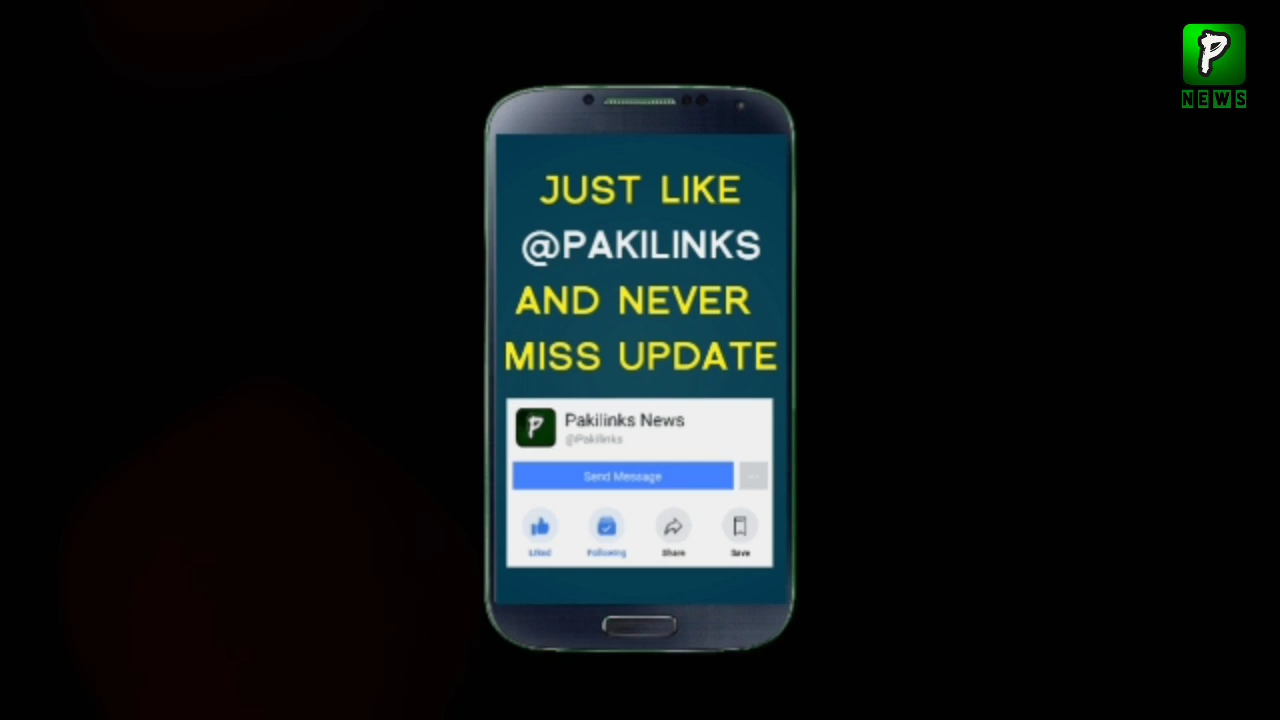 P
NEWS
JUST LIKE
@PAKILINKS
AND NEVER
MISS UPDATE
P
Pakilinks News
@Pakilinks
Send Message
...
Liked Following Share Save